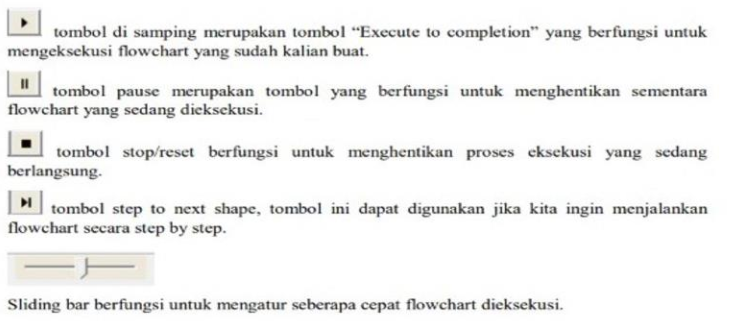 tombol di samping merupakan tombol “Execute to completion” yang berfungsi untuk
mengeksekusi flowchart yang sudah kalian buat.
tombol pause merupakan tombol yang berfungsi untuk menghentikan sementara
flowchart yang sedang dieksekusi.
tombol stop/reset berfungsi untuk menghentikan proses eksekusi yang sedang
berlangsung.
tombol step to next shape, tombol ini dapat digunakan jika kita ingin menjalankan
flowchart secara step by step.
Sliding bar berfungsi untuk mengatur seberapa cepat flowchart dieksekusi.